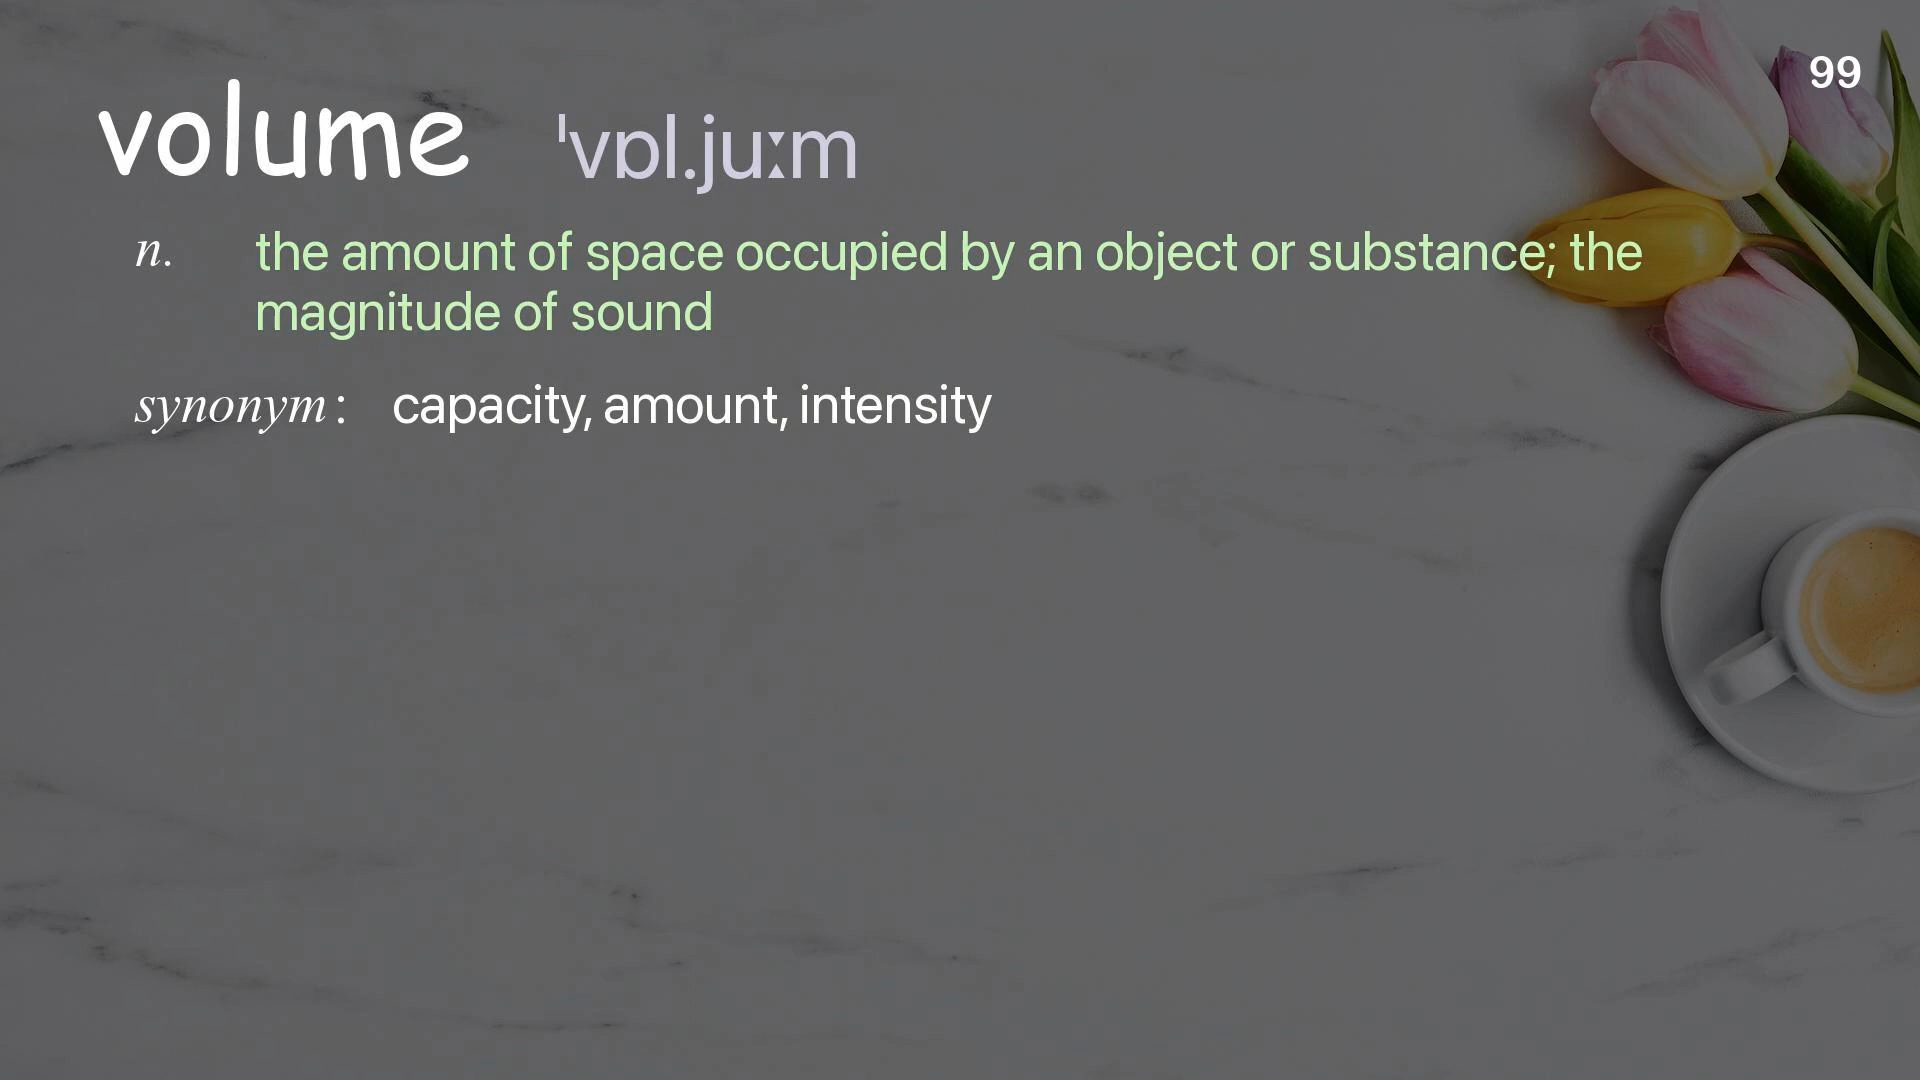 99
volume ˈvɒl.juːm
n. the amount of space occupied by an object or substance; the
magnitude of sound
synonym : capacity, amount, intensity